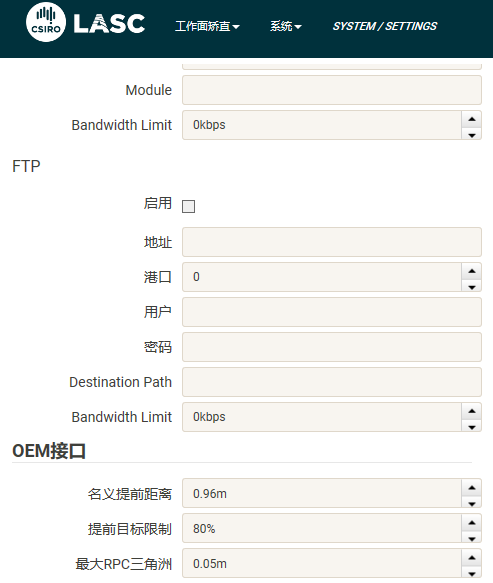 CSIRO LASC 工作面矫直 系统 SYSTEM / SETTINGS
Module
Bandwidth Limit 0kbps
FTP
启用
地址
港口 0
用户
密码
Destination Path
Bandwidth Limit 0kbps
OEM接口
名义提前距离 0.96m
提前目标限制 80%
最大RPC三角洲 0.05m